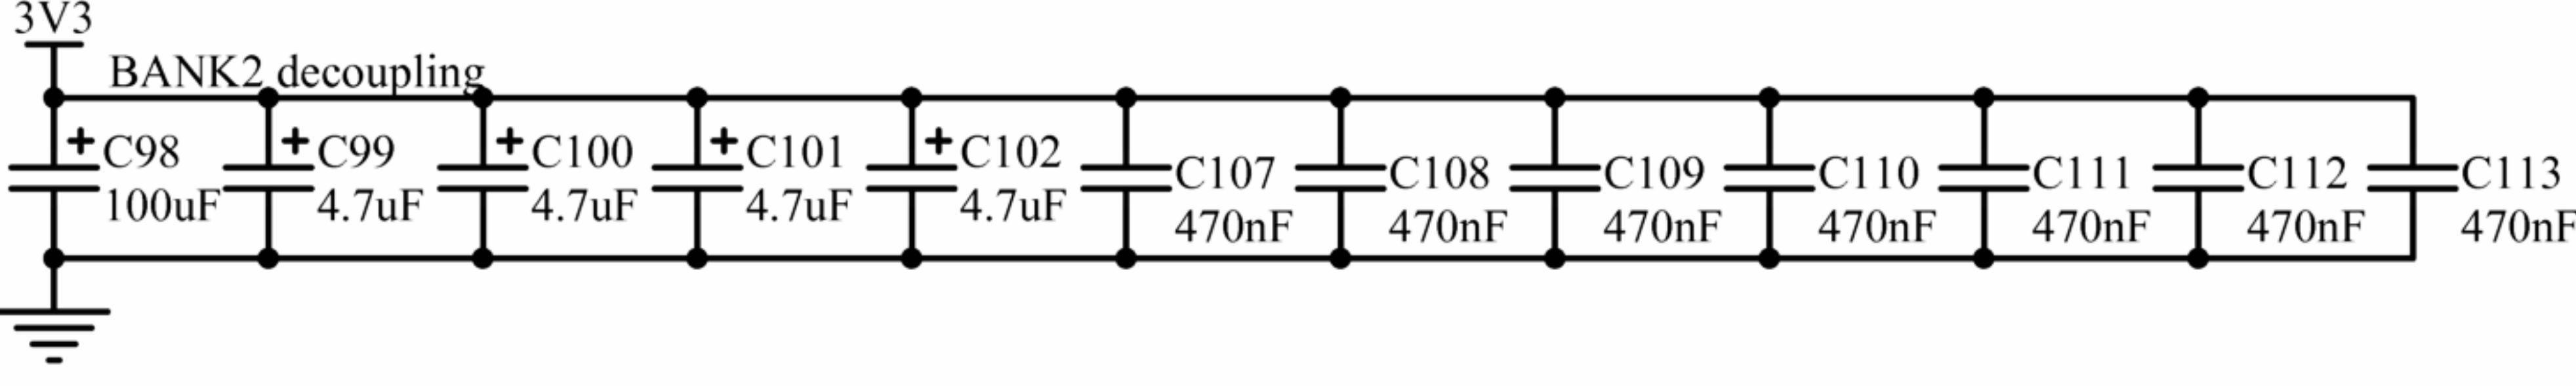 3V3
BANK2 decoupling
+ C98
100uF
+ C99
4.7uF
+ C100
4.7uF
+ C101
4.7uF
+ C102
4.7uF
C107
470nF
C108
470nF
C109
470nF
C110
470nF
C111
470nF
C112
470nF
C113
470nF